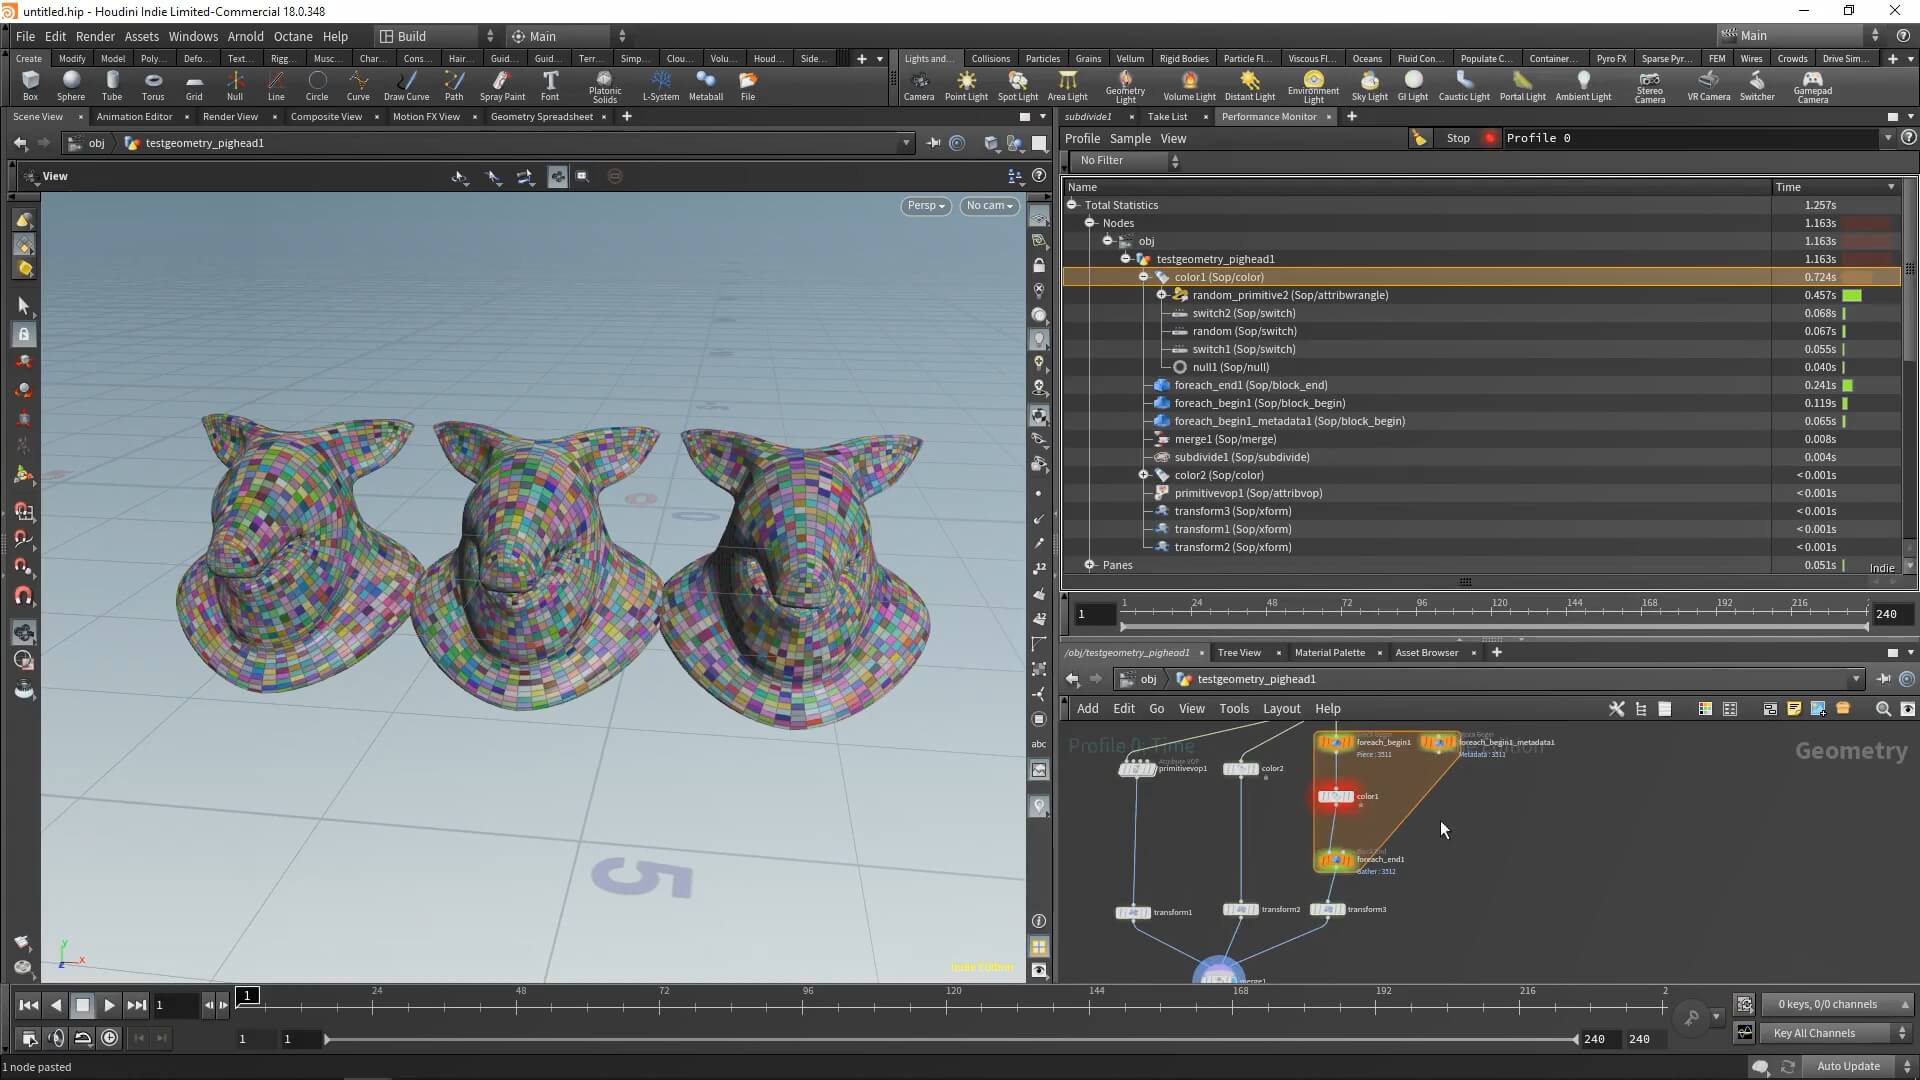 untitled.hip - Houdini Indie Limited-Commercial 18.0.348
File Edit Render Assets Windows Arnold Octane Help Build Main Main
Create Modify Model Poly... Defo... Text... Rigg... Musc... Char... Cons... Hair... Guid... Guid... Terr... Simp... Clou... Volu... Houd... Side...
Lights and... Collisions Particles Grains Vellum Rigid Bodies Particle Fl... Viscous Fl... Oceans Fluid Con... Populate C... Container... Pyro FX Sparse Pyr... FEM Wires Crowds Drive Sim...
Box Sphere Tube Torus Grid Null Line Circle Curve Draw Curve Path Spray Paint Font Platonic Solids L-System Metaball File
Camera Point Light Spot Light Area Light Geometry Light Volume Light Distant Light Environment Light Sky Light GI Light Caustic Light Portal Light Ambient Light Stereo Camera VR Camera Switcher Gamepad Camera
Scene View Animation Editor Render View Composite View Motion FX View Geometry Spreadsheet
subdivide1 Take List Performance Monitor
obj testgeometry_pighead1
Profile Sample View Stop Profile 0
No Filter
View
Persp No cam
Name Time
Total Statistics 1.257s
Nodes 1.163s
obj 1.163s
testgeometry_pighead1 1.163s
color1 (Sop/color) 0.724s
random_primitive2 (Sop/attribwrangle) 0.457s
switch2 (Sop/switch) 0.068s
random (Sop/switch) 0.067s
switch1 (Sop/switch) 0.055s
null1 (Sop/null) 0.040s
foreach_end1 (Sop/block_end) 0.241s
foreach_begin1 (Sop/block_begin) 0.119s
foreach_begin1_metadata1 (Sop/block_begin) 0.065s
merge1 (Sop/merge) 0.008s
subdivide1 (Sop/subdivide) 0.004s
color2 (Sop/color) < 0.001s
primitivevop1 (Sop/attribvop) < 0.001s
transform3 (Sop/xform) < 0.001s
transform1 (Sop/xform) < 0.001s
transform2 (Sop/xform) < 0.001s
Panes 0.051s
Indie
1 1 24 48 72 96 120 144 168 192 216 240
/obj/testgeometry_pighead1 Tree View Material Palette Asset Browser
obj testgeometry_pighead1
Add Edit Go View Tools Layout Help
Profile 0: Time
Geometry
foreach_begin1
Piece : 3511
foreach_begin1_metadata1
Metadata : 3511
Attribute VOP
primitivevop1
color2
color1
Block End
foreach_end1
Gather : 3512
transform1 transform2 transform3
merge1
5
abc
12
y
x
z
1 1 24 48 72 96 120 144 168 192 216 2
0 keys, 0/0 channels
1 1 240 240
Key All Channels
1 node pasted
Auto Update